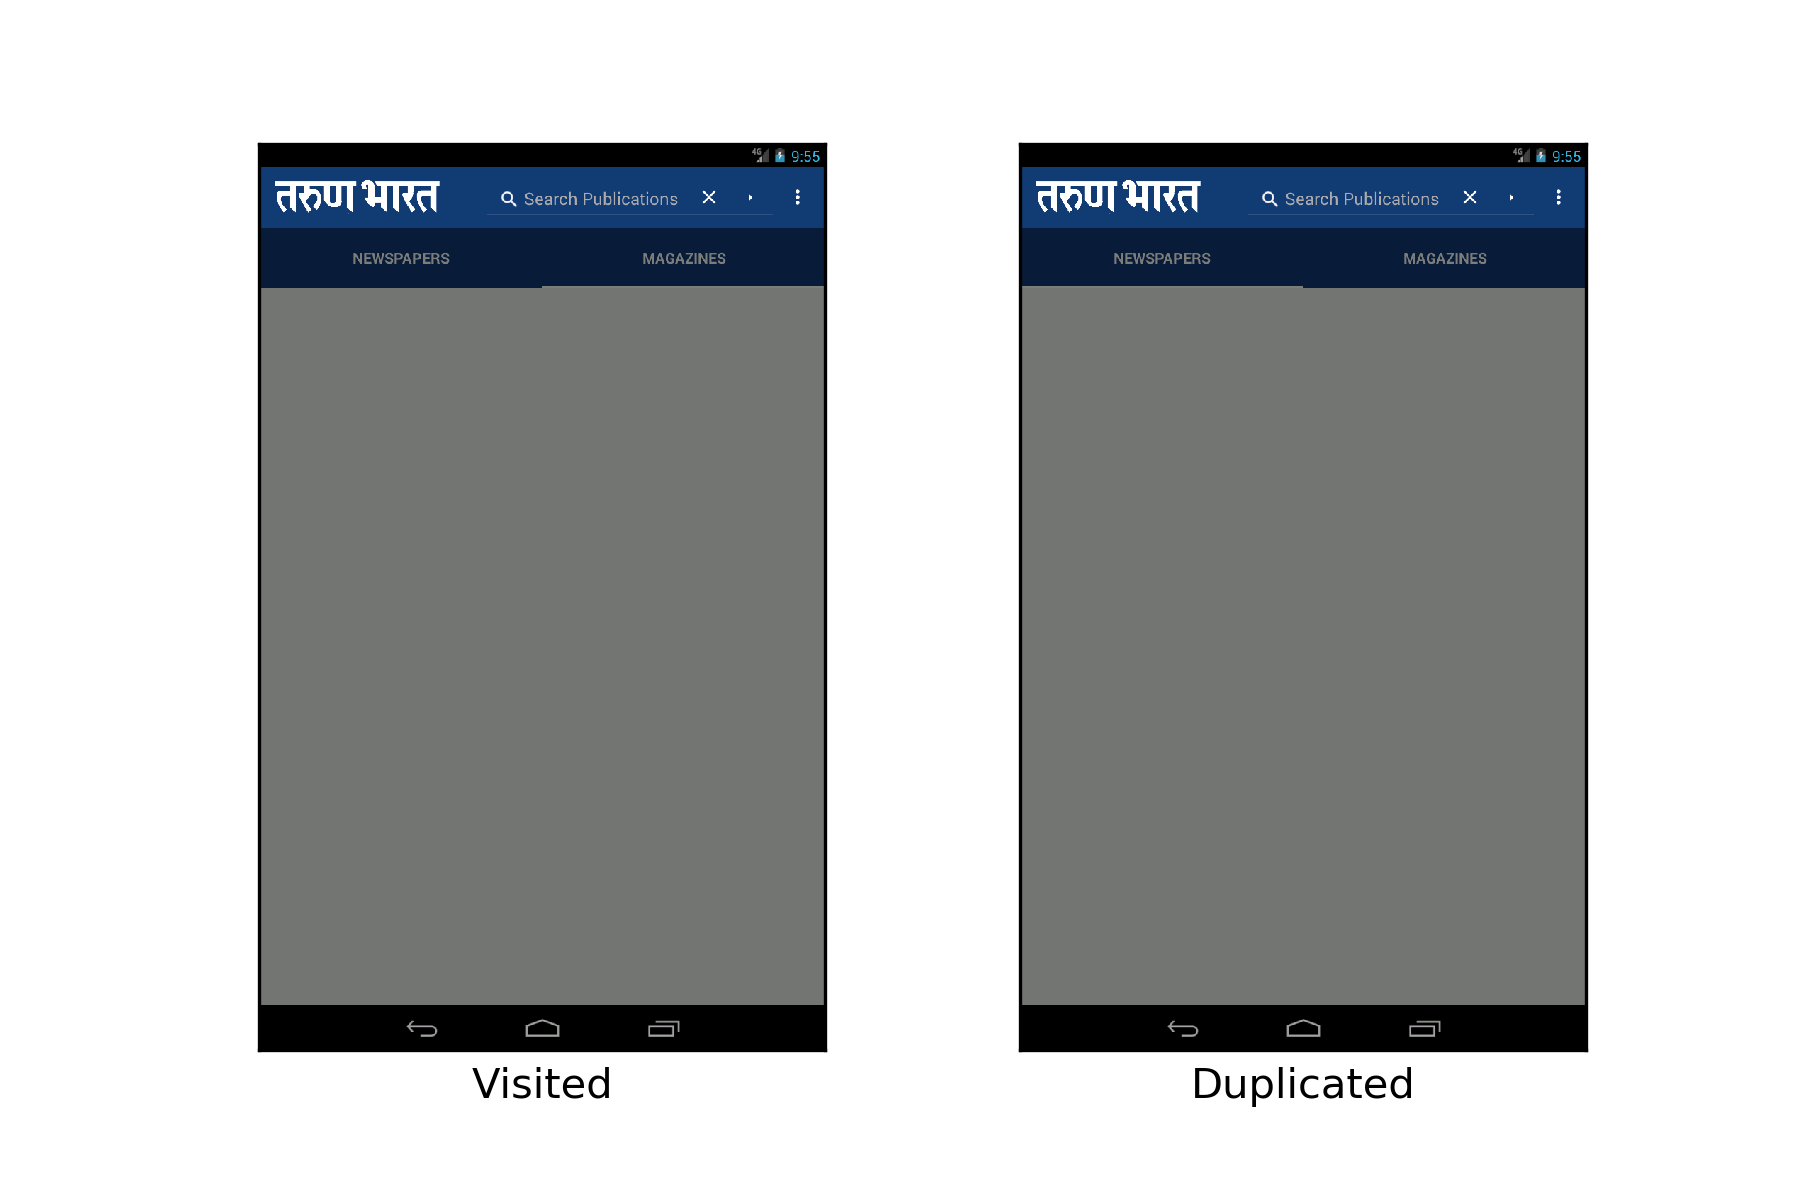 4G 9:55
तरुण भारत Search Publications
NEWSPAPERS MAGAZINES
Visited
4G 9:55
तरुण भारत Search Publications
NEWSPAPERS MAGAZINES
Duplicated